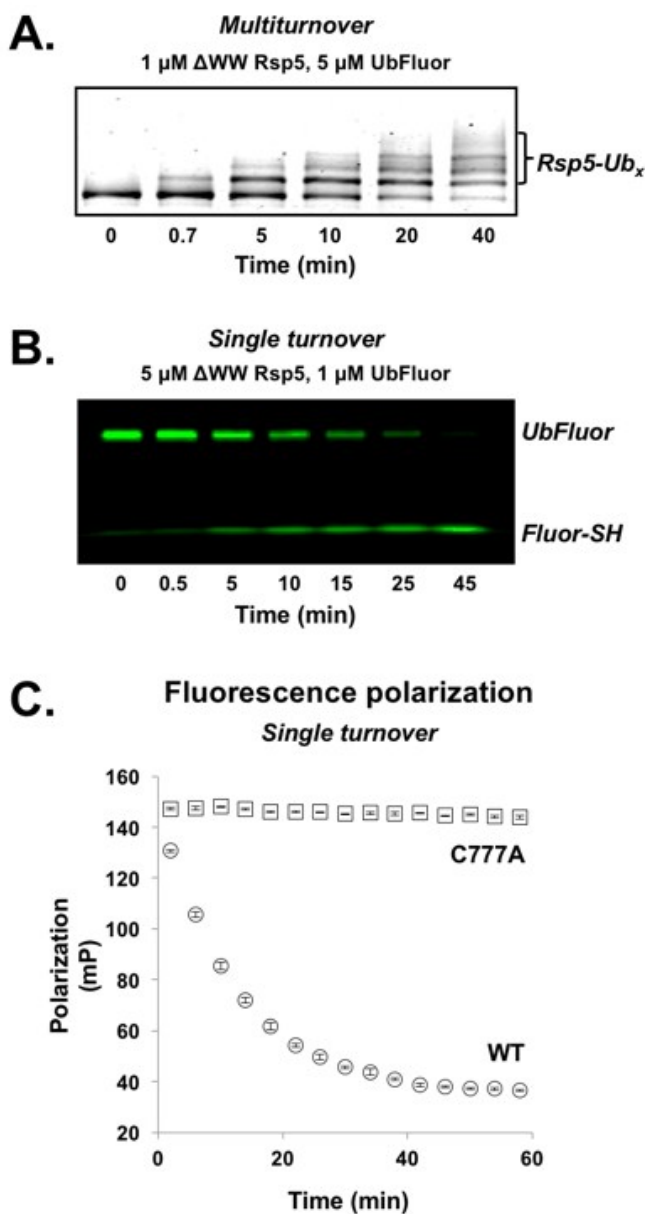 A.
Multiturnover
1 µM ΔWW Rsp5, 5 µM UbFluor
Rsp5-Ubx
0 0.7 5 10 20 40
Time (min)
B.
Single turnover
5 µM ΔWW Rsp5, 1 µM UbFluor
UbFluor
Fluor-SH
0 0.5 5 10 15 25 45
Time (min)
C.
Fluorescence polarization
Single turnover
160
140
120
100
80
60
40
20
C777A
WT
Polarization
(mP)
0 20 40 60
Time (min)